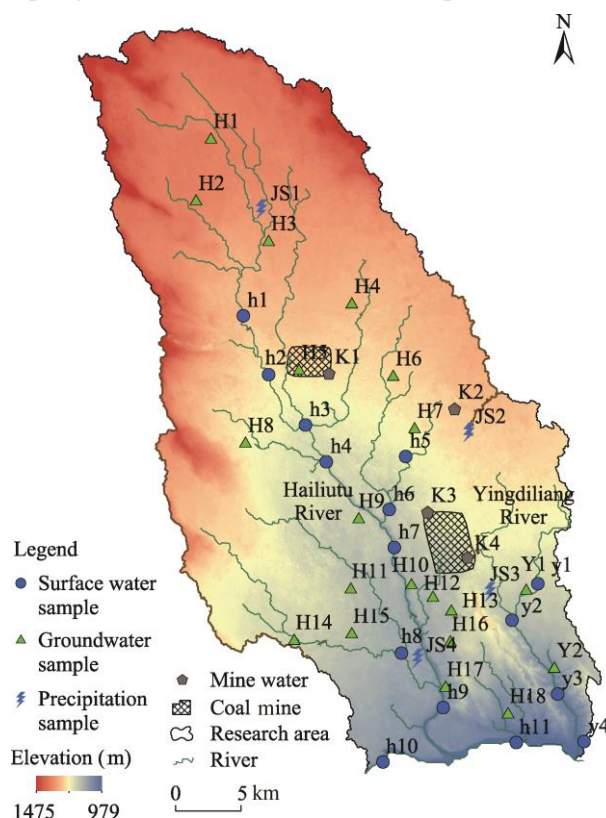 N
H1
H2
JS1
H3
H4
h1
h2
H5
K1
H6
K2
JS2
h3
H7
H8
h4
h5
Hailiutu
River
H9
h6
K3
Yingdiliang
River
h7
K4
H10
H11
H12
JS3
Y1
y1
H13
y2
H14
H15
H16
h8
JS4
Y2
H17
y3
h9
H18
h10
h11
y4
Legend
Surface water
sample
Groundwater
sample
Precipitation
sample
Elevation (m)
1475
979
Mine water
Coal mine
Research area
River
0
5 km